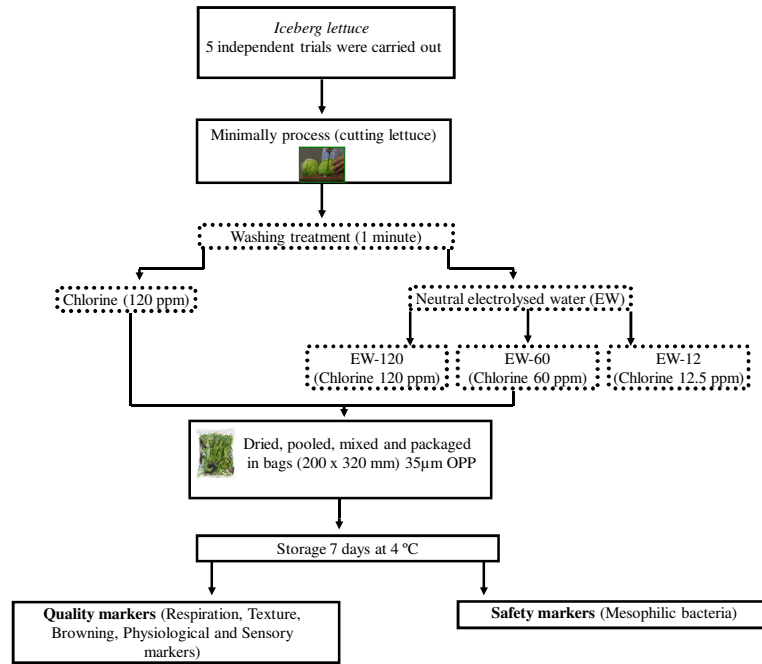 Iceberg lettuce
5 independent trials were carried out
Minimally process (cutting lettuce)
Washing treatment (1 minute)
Chlorine (120 ppm)
Neutral electrolysed water (EW)
EW-120
(Chlorine 120 ppm)
EW-60
(Chlorine 60 ppm)
EW-12
(Chlorine 12.5 ppm)
Dried, pooled, mixed and packaged
in bags (200 x 320 mm) 35µm OPP
Storage 7 days at 4 ºC
Quality markers (Respiration, Texture,
Browning, Physiological and Sensory
markers)
Safety markers (Mesophilic bacteria)